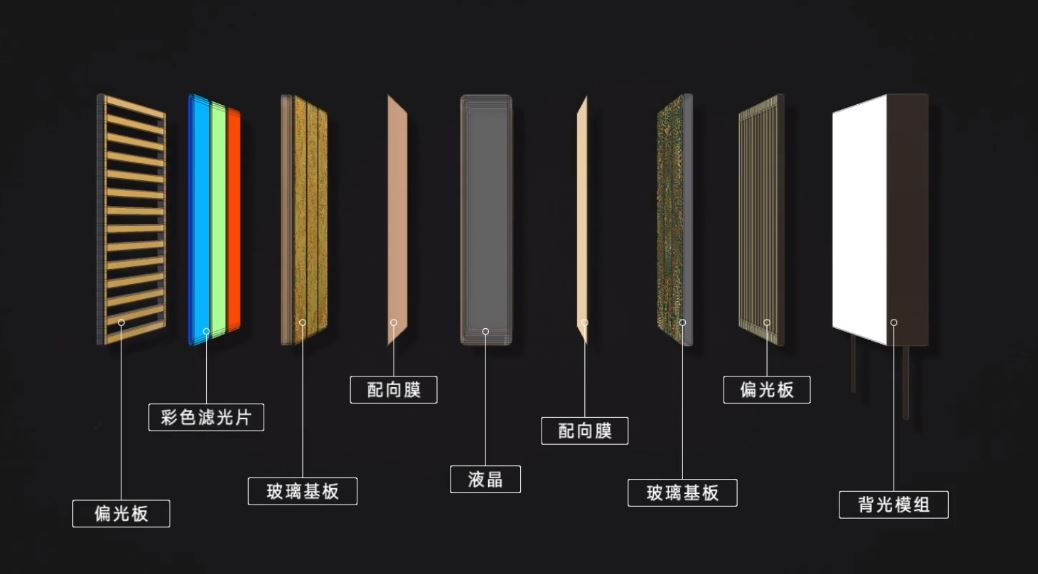 偏光板
彩色滤光片
玻璃基板
配向膜
液晶
配向膜
玻璃基板
偏光板
背光模组